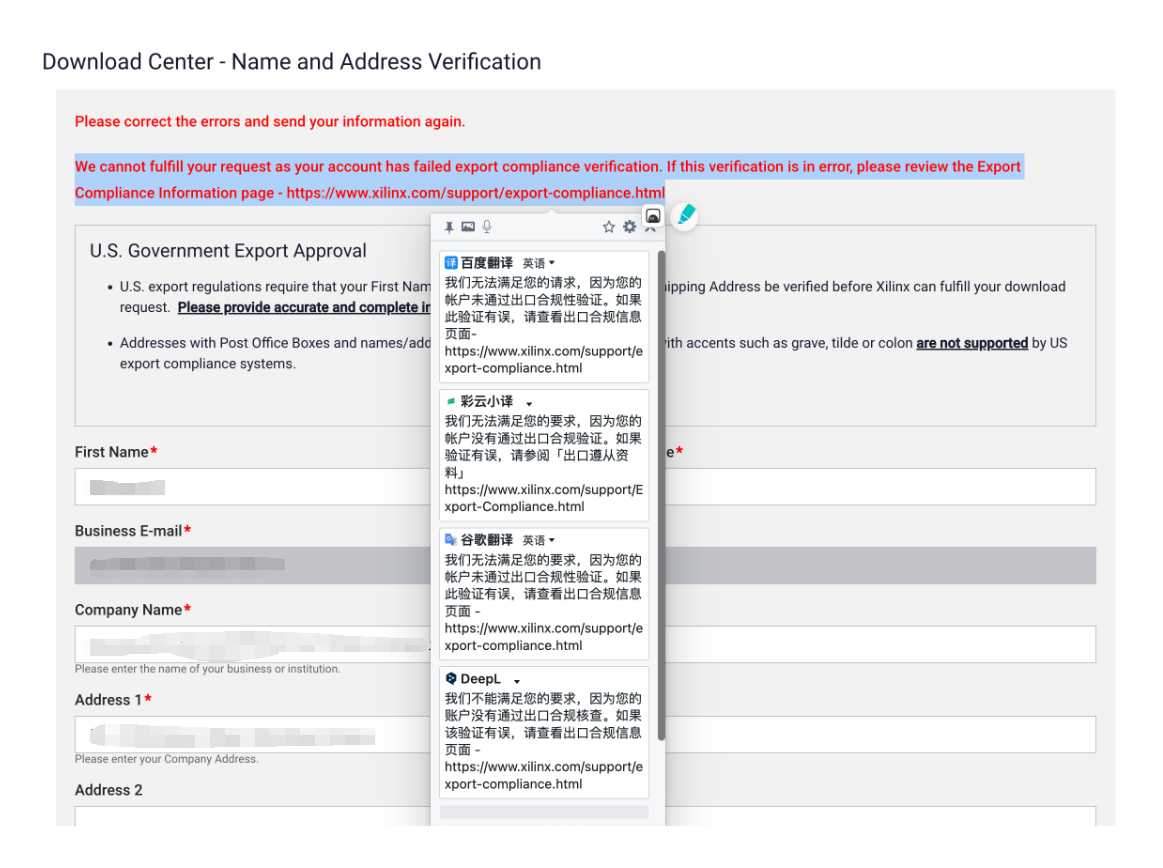 Download Center - Name and Address Verification
Please correct the errors and send your information again.
We cannot fulfill your request as your account has failed export compliance verification. If this verification is in error, please review the Export
Compliance Information page - https://www.xilinx.com/support/export-compliance.html
U.S. Government Export Approval
• U.S. export regulations require that your First Nam
ipping Address be verified before Xilinx can fulfill your download
request. Please provide accurate and complete in
• Addresses with Post Office Boxes and names/add
ith accents such as grave, tilde or colon are not supported by US
export compliance systems.
First Name*
e*
Business E-mail*
Company Name*
Please enter the name of your business or institution.
Address 1*
Please enter your Company Address.
Address 2
译 百度翻译 英语
我们无法满足您的请求，因为您的
帐户未通过出口合规性验证。如果
此验证有误，请查看出口合规信息
页面-
https://www.xilinx.com/support/e
xport-compliance.html
彩云小译
我们无法满足您的要求，因为您的
帐户没有通过出口合规验证。如果
验证有误，请参阅「出口遵从资
料」
https://www.xilinx.com/support/E
xport-Compliance.html
谷歌翻译 英语
我们无法满足您的要求，因为您的
帐户未通过出口合规性验证。如果
此验证有误，请查看出口合规信息
页面 -
https://www.xilinx.com/support/e
xport-compliance.html
DeepL
我们不能满足您的要求，因为您的
账户没有通过出口合规核查。如果
该验证有误，请查看出口合规信息
页面 -
https://www.xilinx.com/support/e
xport-compliance.html